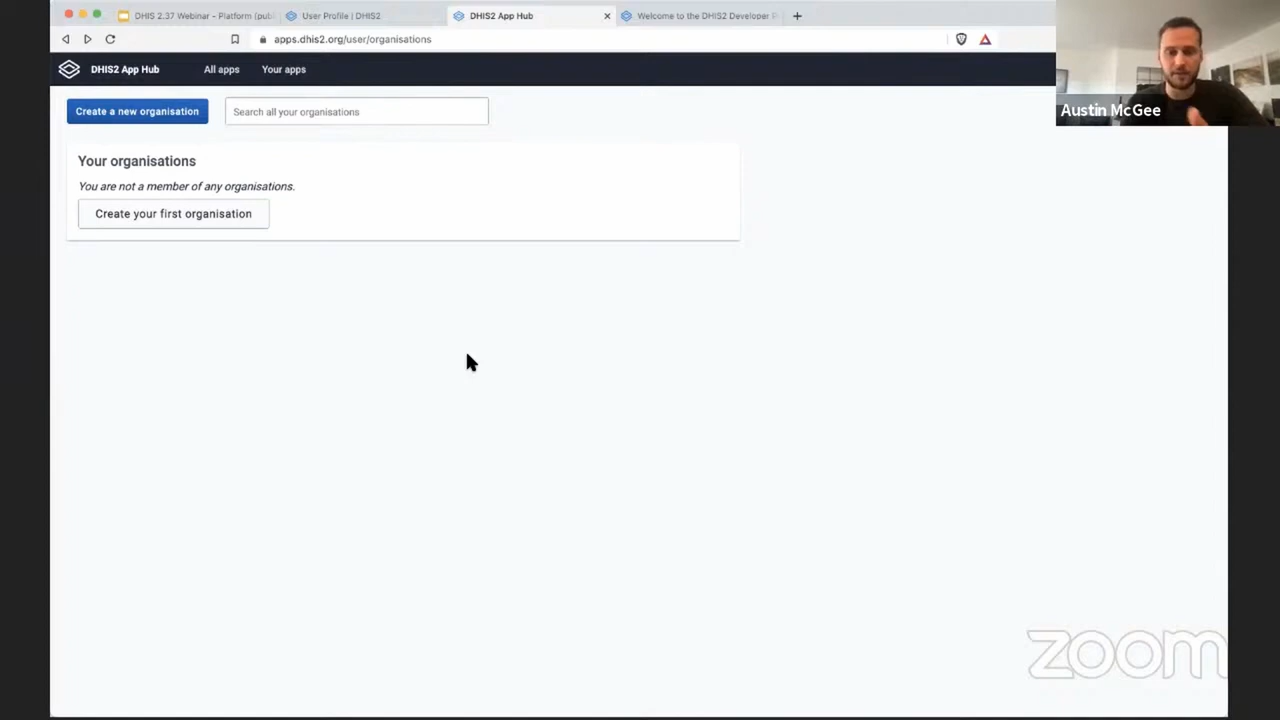 DHIS 2.37 Webinar - Platform (pub
User Profile | DHIS2
DHIS2 App Hub
Welcome to the DHIS2 Developer P
apps.dhis2.org/user/organisations
DHIS2 App Hub
All apps
Your apps
Austin McGee
Create a new organisation
Search all your organisations
Your organisations
You are not a member of any organisations.
Create your first organisation
zoom